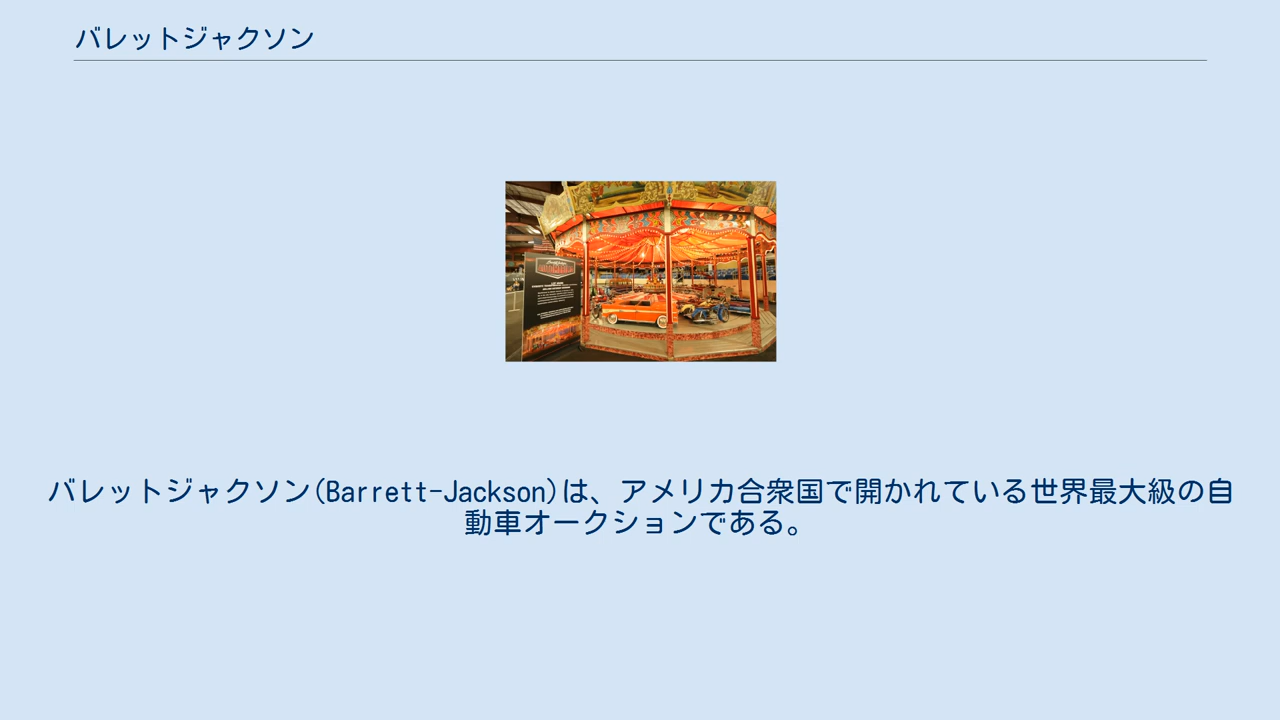 バレットジャクソン
バレットジャクソン(Barrett-Jackson)は、アメリカ合衆国で開かれている世界最大級の自
動車オークションである。